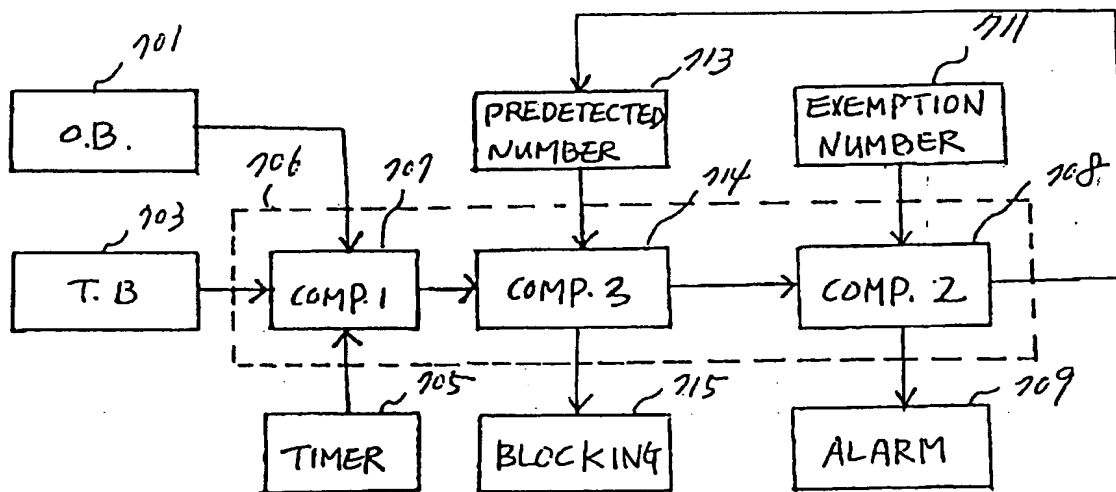 701
O.B.
713
PREDETECTED
NUMBER
711
EXEMPTION
NUMBER
706
707
714
708
703
T.B
COMP.1
COMP.3
COMP.2
705
TIMER
715
BLOCKING
709
ALARM